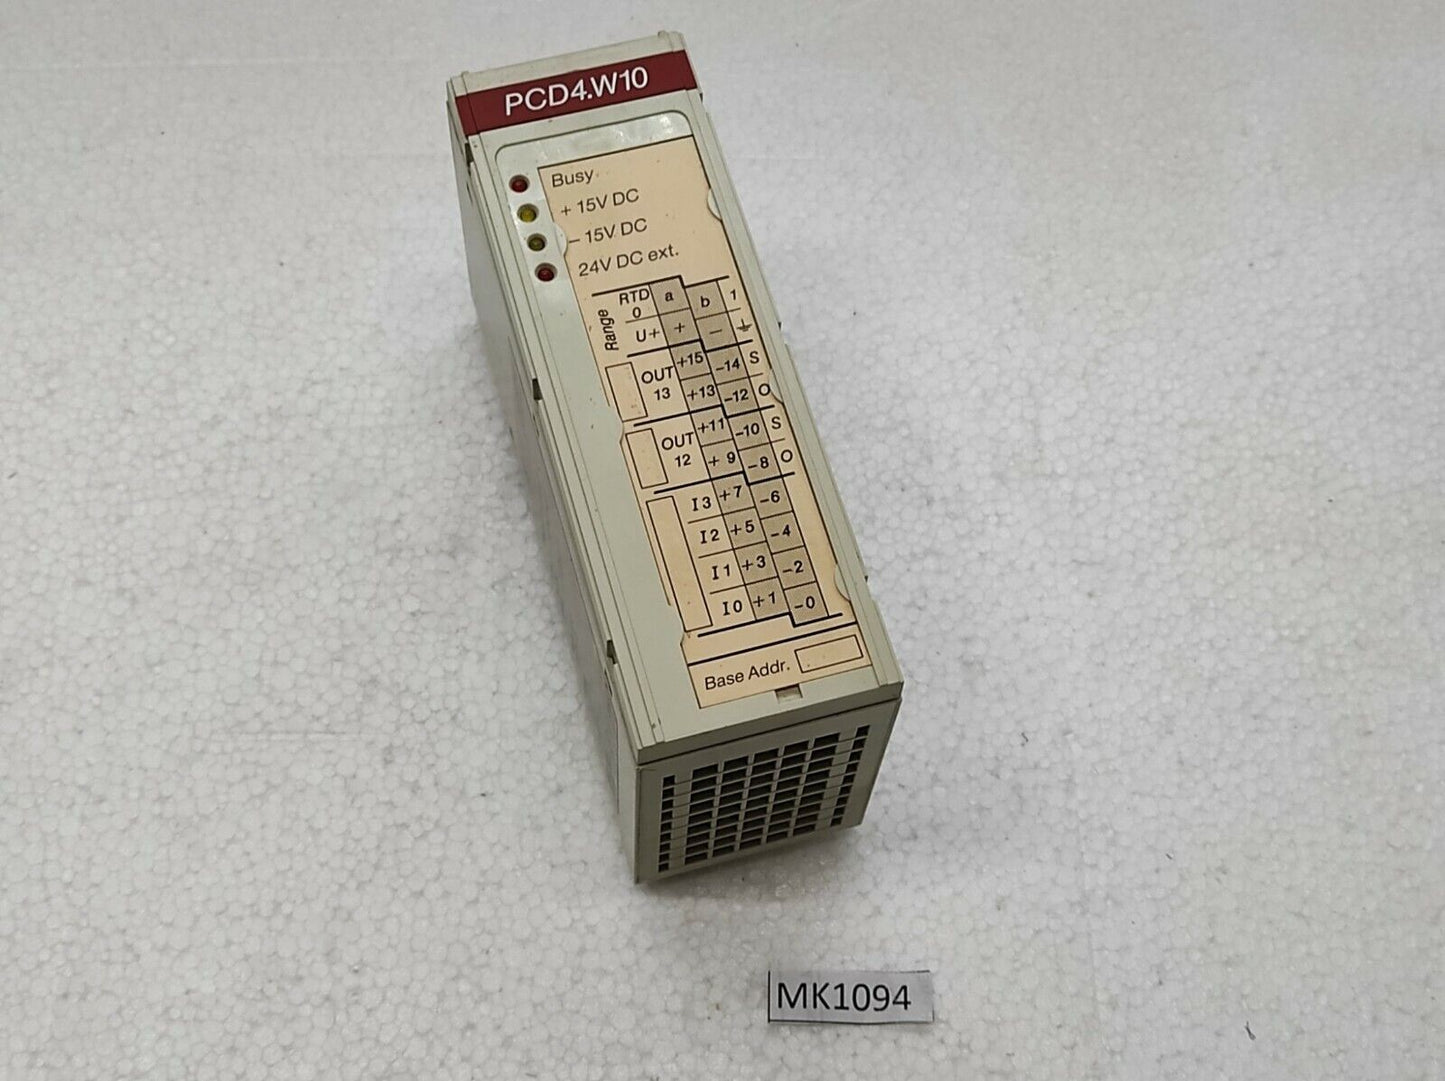 PCD4.W10
Busy
+ 15V DC
– 15V DC
24V DC ext.
Range
RTD a b 1
0
U+ + –
OUT +15 -14 S
13 +13 -12 O
OUT +11 -10 S
12 + 9 -8 O
I3 +7 -6
I2 +5 -4
I1 +3 -2
I0 +1 -0
Base Addr.
MK1094